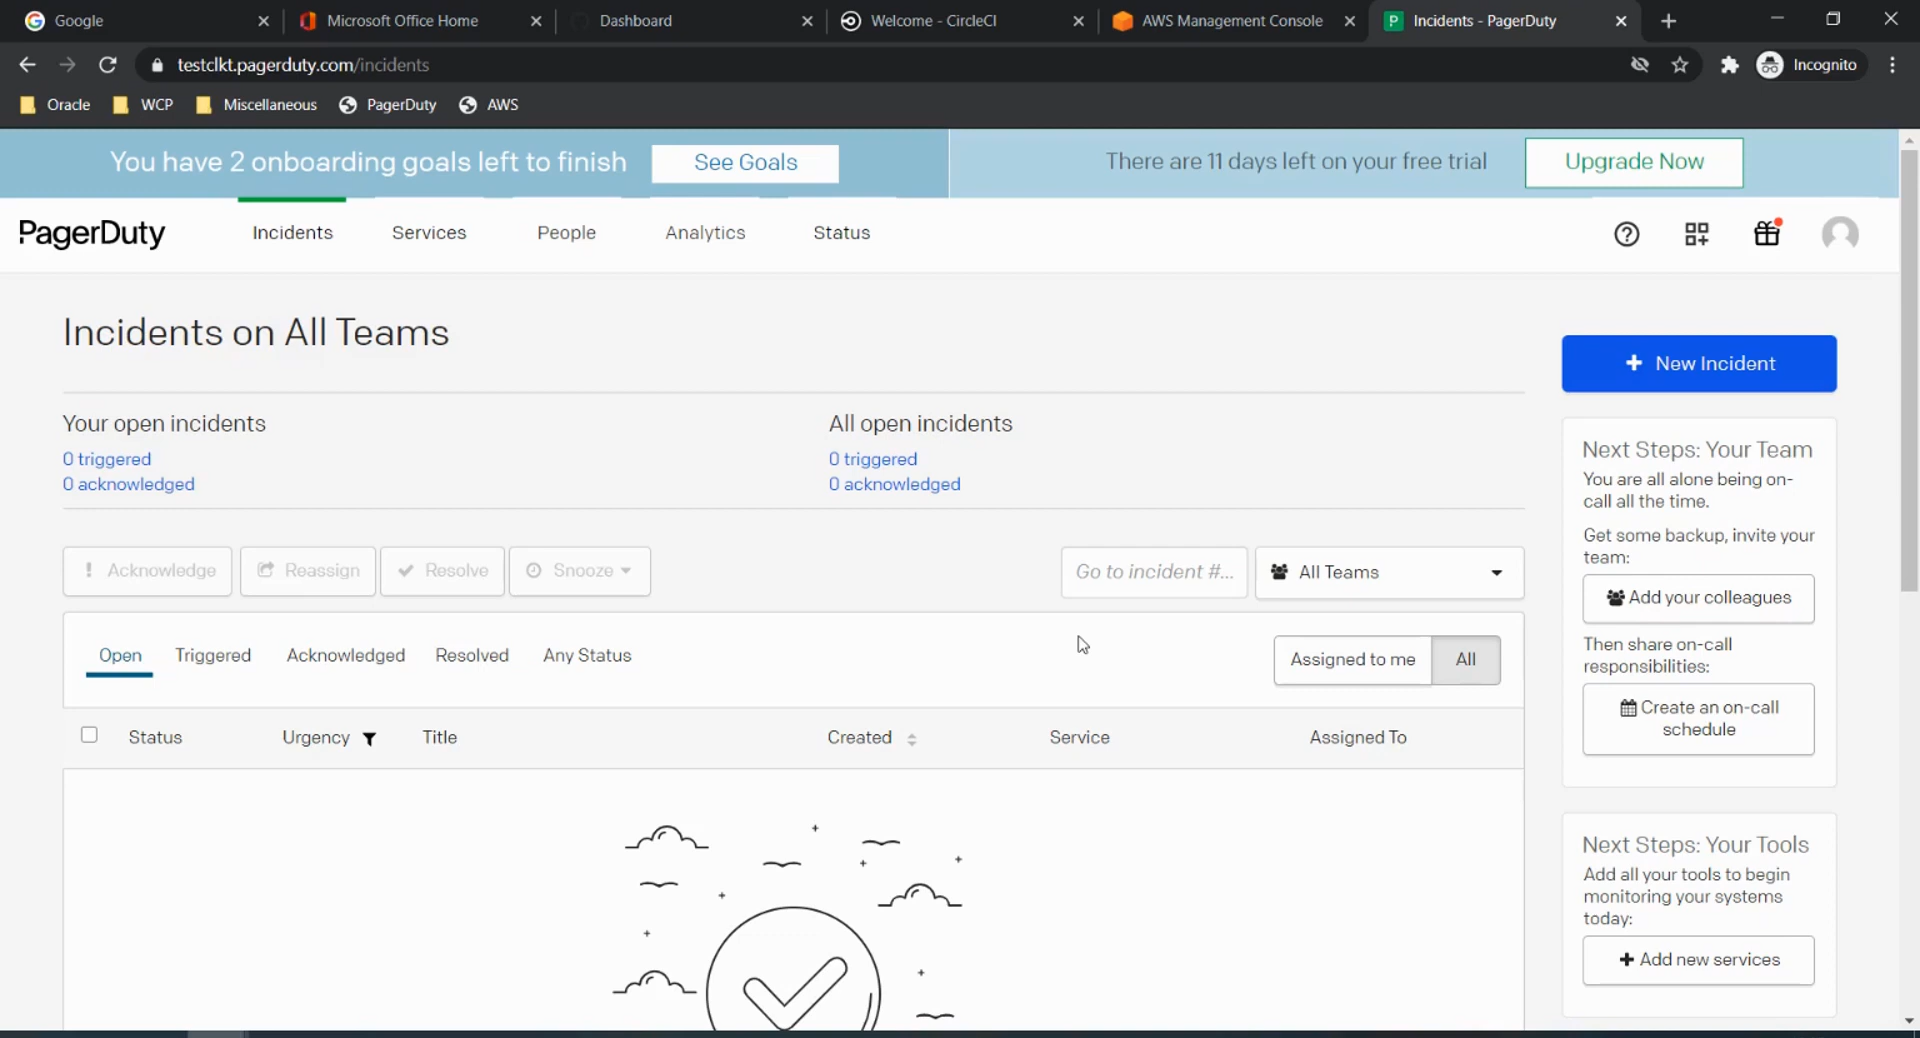 Google
Microsoft Office Home
Dashboard
Welcome - CircleCI
AWS Management Console
Incidents - PagerDuty
testclkt.pagerduty.com/incidents
Incognito
Oracle
WCP
Miscellaneous
PagerDuty
AWS
You have 2 onboarding goals left to finish
See Goals
There are 11 days left on your free trial
Upgrade Now
PagerDuty
Incidents
Services
People
Analytics
Status
Incidents on All Teams
New Incident
Your open incidents
0 triggered
0 acknowledged
All open incidents
0 triggered
0 acknowledged
Acknowledge
Reassign
Resolve
Snooze
Go to incident #...
All Teams
Open
Triggered
Acknowledged
Resolved
Any Status
Assigned to me
All
Status
Urgency
Title
Created
Service
Assigned To
Next Steps: Your Team
You are all alone being on-
call all the time.
Get some backup, invite your
team:
Add your colleagues
Then share on-call
responsibilities:
Create an on-call
schedule
Next Steps: Your Tools
Add all your tools to begin
monitoring your systems
today:
Add new services